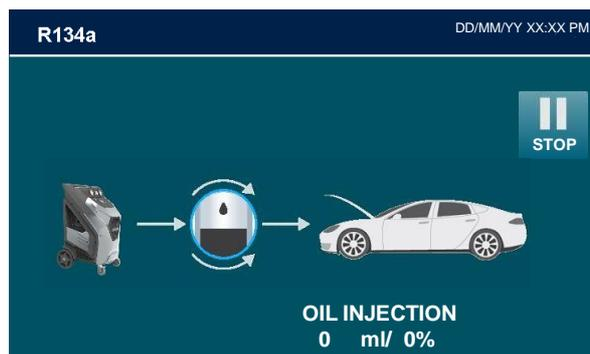 R134a
DD/MM/YY XX:XX PM
STOP
OIL INJECTION
0 ml/ 0%